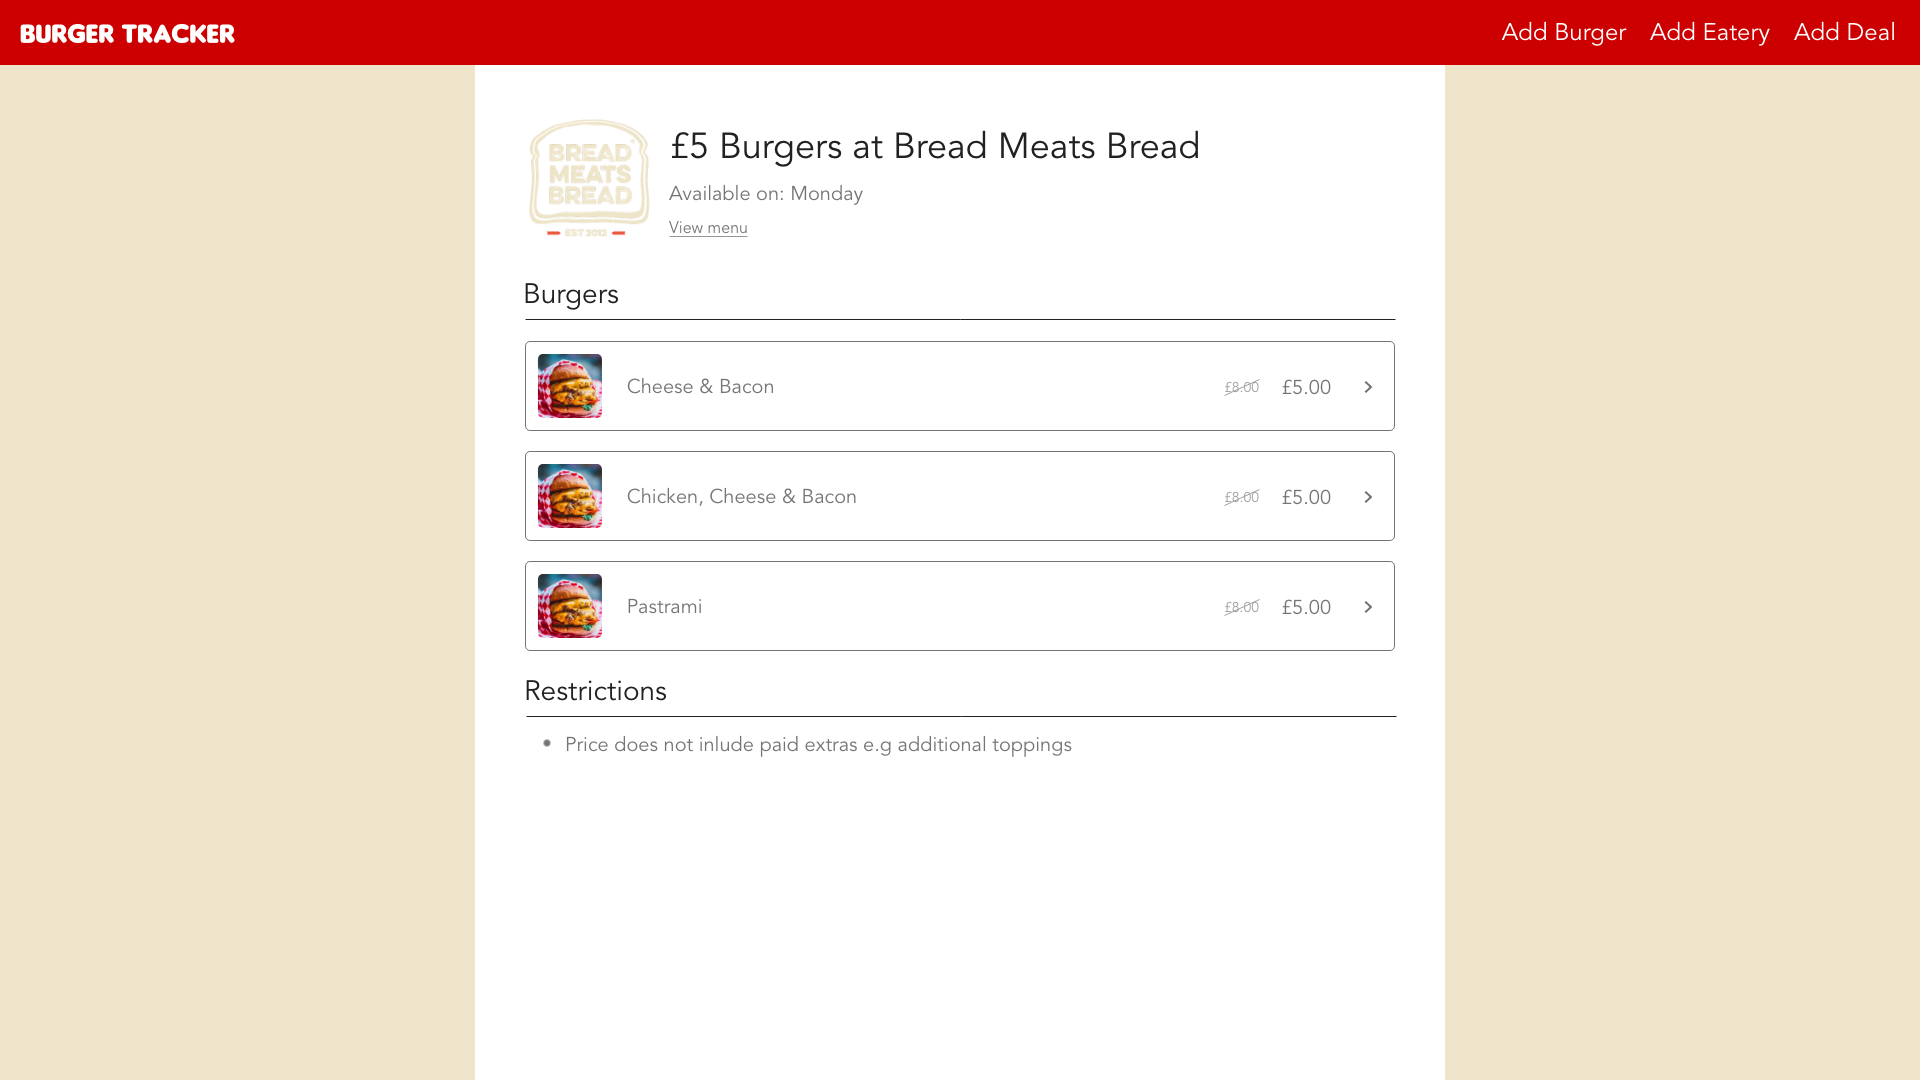 BURGER TRACKER
Add Burger
Add Eatery
Add Deal
BREAD
MEATS
BREAD
EST 2012
£5 Burgers at Bread Meats Bread
Available on: Monday
View menu
Burgers
Cheese & Bacon £8.00 £5.00
Chicken, Cheese & Bacon £8.00 £5.00
Pastrami £8.00 £5.00
Restrictions
• Price does not inlude paid extras e.g additional toppings